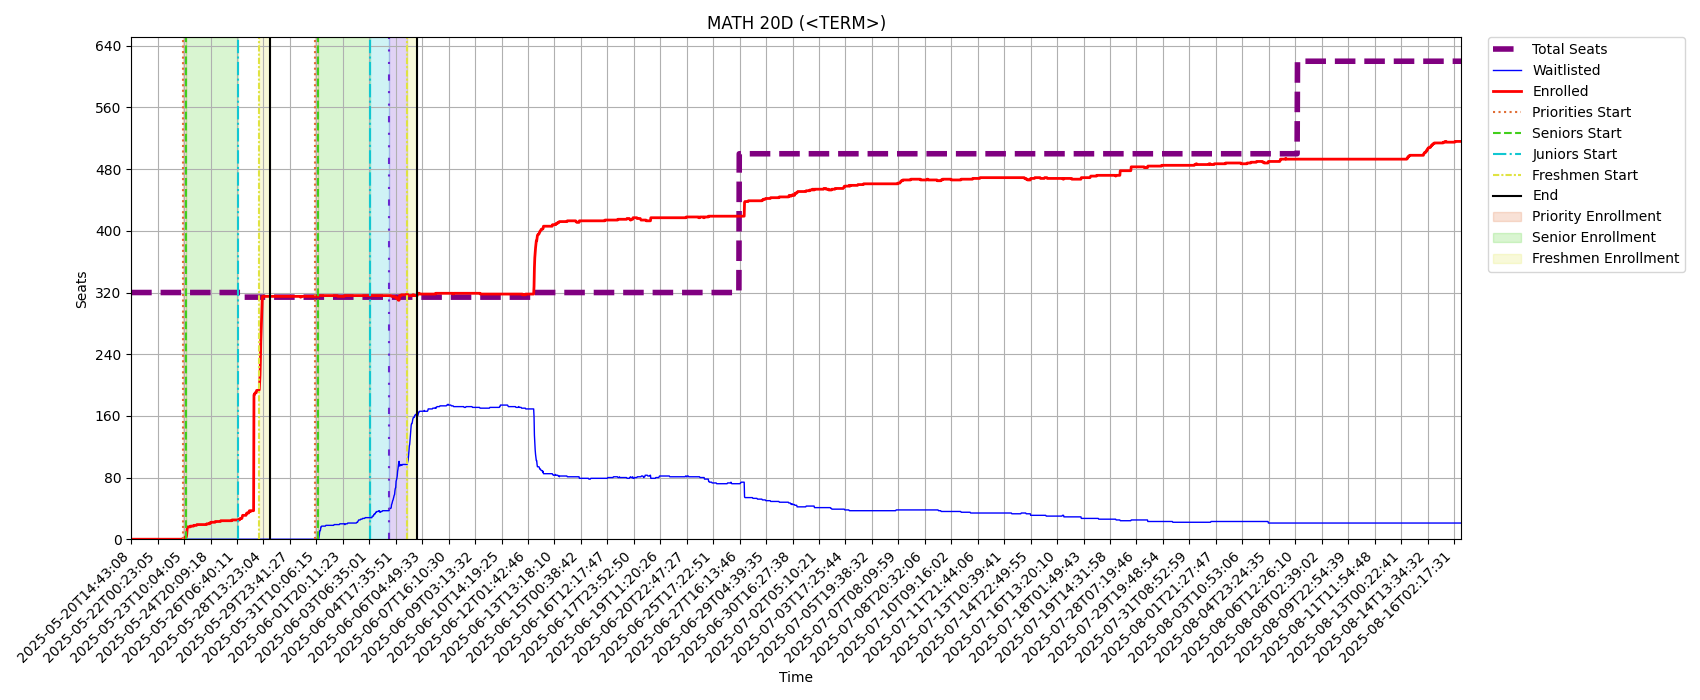 MATH 20D (<TERM>)
640
560
480
400
320
240
160
80
0
Seats
2025-05-20T14:43:08
2025-05-22T00:23:05
2025-05-23T10:04:05
2025-05-24T20:09:18
2025-05-26T06:40:11
2025-05-28T13:23:04
2025-05-29T23:41:27
2025-05-31T10:06:15
2025-06-01T20:11:23
2025-06-03T06:35:01
2025-06-04T17:35:51
2025-06-06T04:49:33
2025-06-07T16:10:30
2025-06-09T03:13:32
2025-06-10T14:19:25
2025-06-12T01:42:46
2025-06-13T13:18:10
2025-06-15T00:38:42
2025-06-16T12:17:47
2025-06-17T23:52:50
2025-06-19T11:20:26
2025-06-20T22:47:27
2025-06-25T17:22:51
2025-06-27T16:13:46
2025-06-29T04:39:35
2025-06-30T16:27:38
2025-07-02T05:10:21
2025-07-03T17:25:44
2025-07-05T19:38:32
2025-07-07T08:09:59
2025-07-08T20:32:06
2025-07-10T09:16:02
2025-07-11T21:44:06
2025-07-13T10:39:41
2025-07-14T22:49:55
2025-07-16T13:20:10
2025-07-18T01:49:43
2025-07-19T14:31:58
2025-07-28T07:19:46
2025-07-29T19:48:54
2025-07-31T08:52:59
2025-08-01T21:27:47
2025-08-03T10:53:06
2025-08-04T23:24:35
2025-08-06T12:26:10
2025-08-08T02:39:02
2025-08-09T22:54:39
2025-08-11T11:54:48
2025-08-13T00:22:41
2025-08-14T13:34:32
2025-08-16T02:17:31
Time
Total Seats
Waitlisted
Enrolled
Priorities Start
Seniors Start
Juniors Start
Freshmen Start
End
Priority Enrollment
Senior Enrollment
Freshmen Enrollment